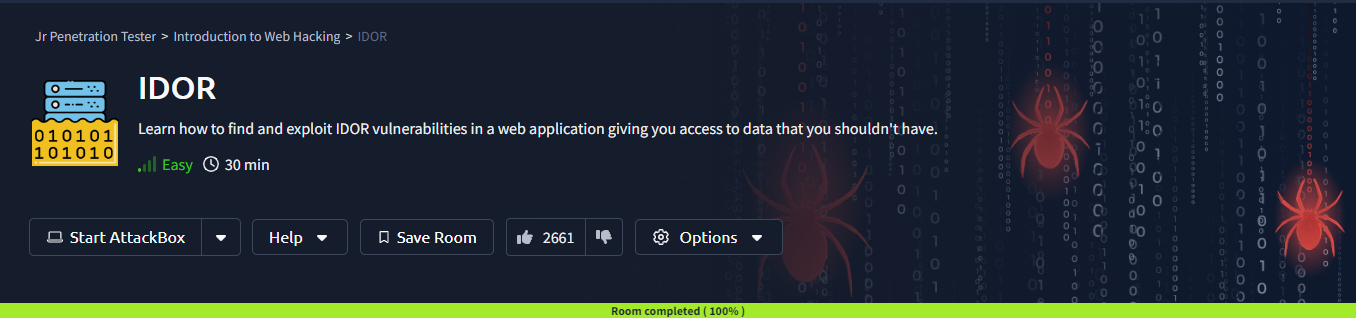 Jr Penetration Tester > Introduction to Web Hacking > IDOR
IDOR
010101
101010
Learn how to find and exploit IDOR vulnerabilities in a web application giving you access to data that you shouldn't have.
Easy 30 min
Start AttackBox Help Save Room 2661 Options
Room completed ( 100% )